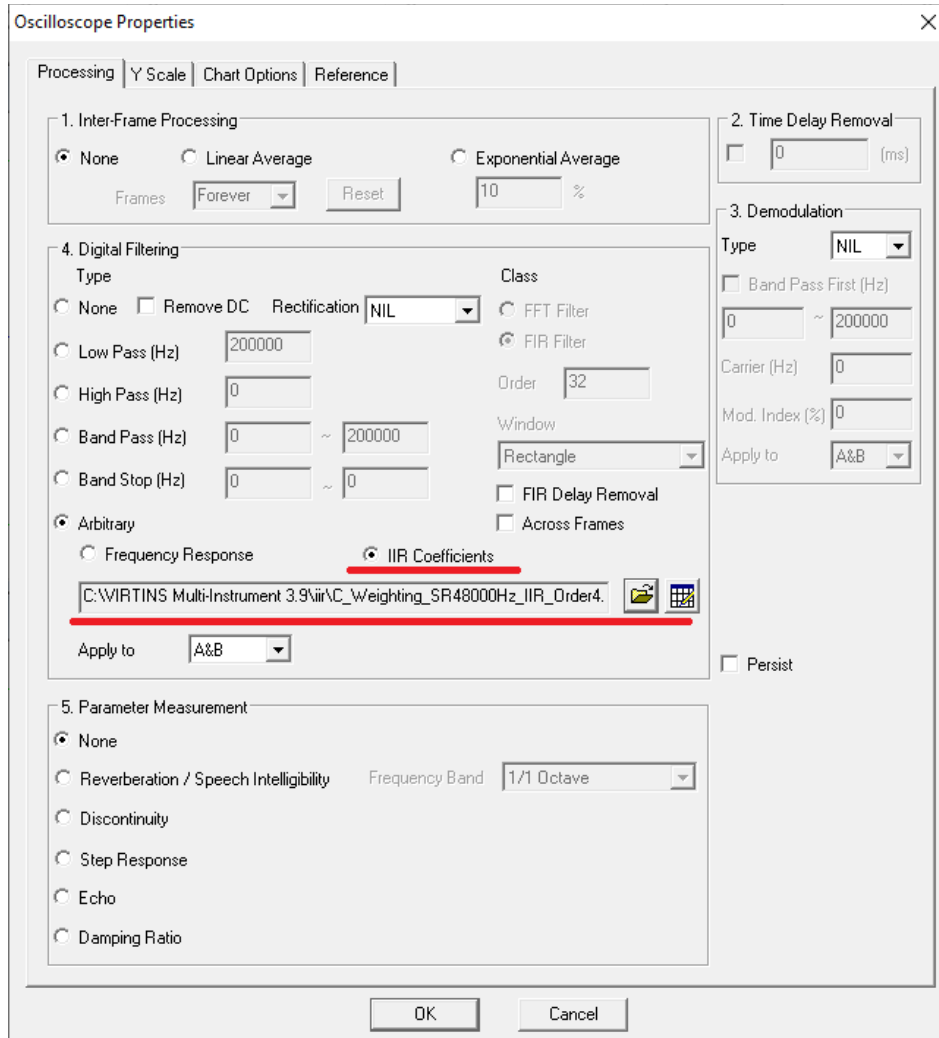 Oscilloscope Properties
Processing Y Scale Chart Options Reference
1. Inter-Frame Processing
None Linear Average Exponential Average
Frames Forever Reset 10 %
2. Time Delay Removal
0 (ms)
3. Demodulation
Type NIL
Band Pass First (Hz)
0 ~ 200000
Carrier (Hz) 0
Mod. Index (%) 0
Apply to A&B
4. Digital Filtering
Type Class
None Remove DC Rectification NIL FFT Filter
Low Pass (Hz) 200000 FIR Filter
High Pass (Hz) 0 Order 32
Band Pass (Hz) 0 ~ 200000 Window
Rectangle
Band Stop (Hz) 0 ~ 0 FIR Delay Removal
Arbitrary Across Frames
Frequency Response IIR Coefficients
C:\VIRTINS Multi-Instrument 3.9\iir\C_Weighting_SR48000Hz_IIR_Order4.
Apply to A&B
Persist
5. Parameter Measurement
None
Reverberation / Speech Intelligibility Frequency Band 1/1 Octave
Discontinuity
Step Response
Echo
Damping Ratio
OK Cancel